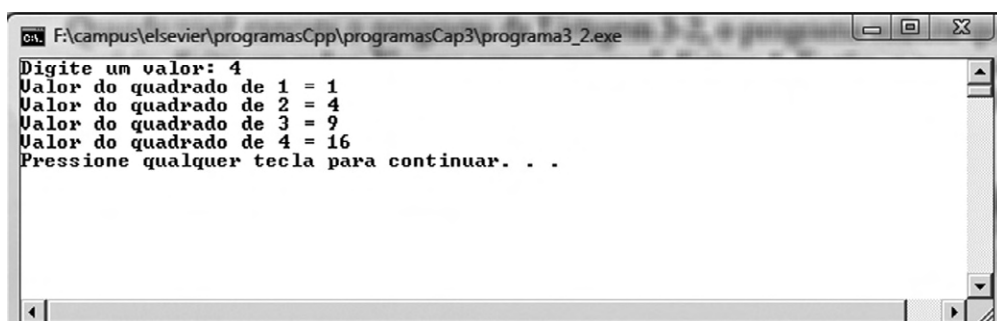 F:\campus\elsevier\programasCpp\programasCap3\programa3_2.exe
Digite um valor: 4
Valor do quadrado de 1 = 1
Valor do quadrado de 2 = 4
Valor do quadrado de 3 = 9
Valor do quadrado de 4 = 16
Pressione qualquer tecla para continuar. . .